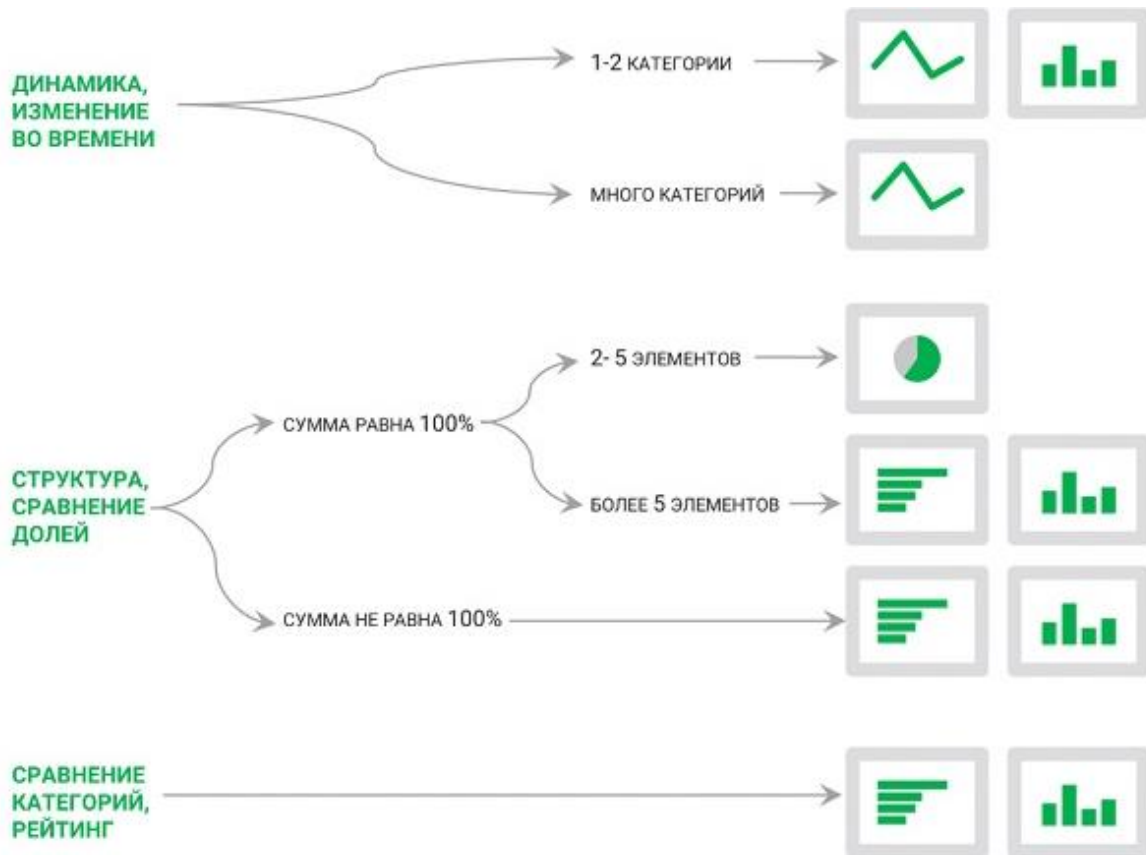 ДИНАМИКА,
ИЗМЕНЕНИЕ
ВО ВРЕМЕНИ
1-2 КАТЕГОРИИ
МНОГО КАТЕГОРИЙ
СТРУКТУРА,
СРАВНЕНИЕ
ДОЛЕЙ
СУММА РАВНА 100%
2- 5 ЭЛЕМЕНТОВ
БОЛЕЕ 5 ЭЛЕМЕНТОВ
СУММА НЕ РАВНА 100%
СРАВНЕНИЕ
КАТЕГОРИЙ,
РЕЙТИНГ